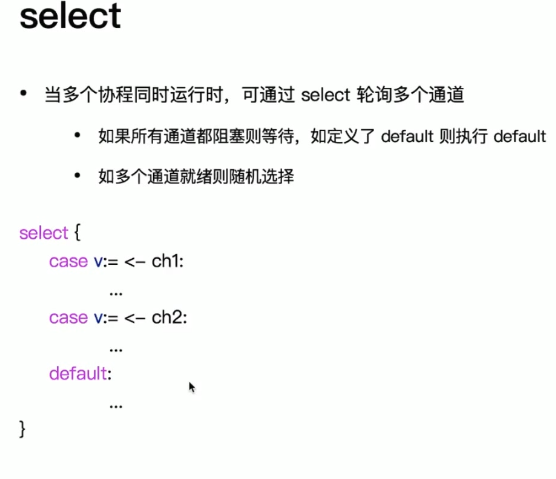 select
• 当多个协程同时运行时，可通过 select 轮询多个通道
• 如果所有通道都阻塞则等待，如定义了 default 则执行 default
• 如多个通道就绪则随机选择
select {
case v:= <- ch1:
...
case v:= <- ch2:
...
default:
...
}